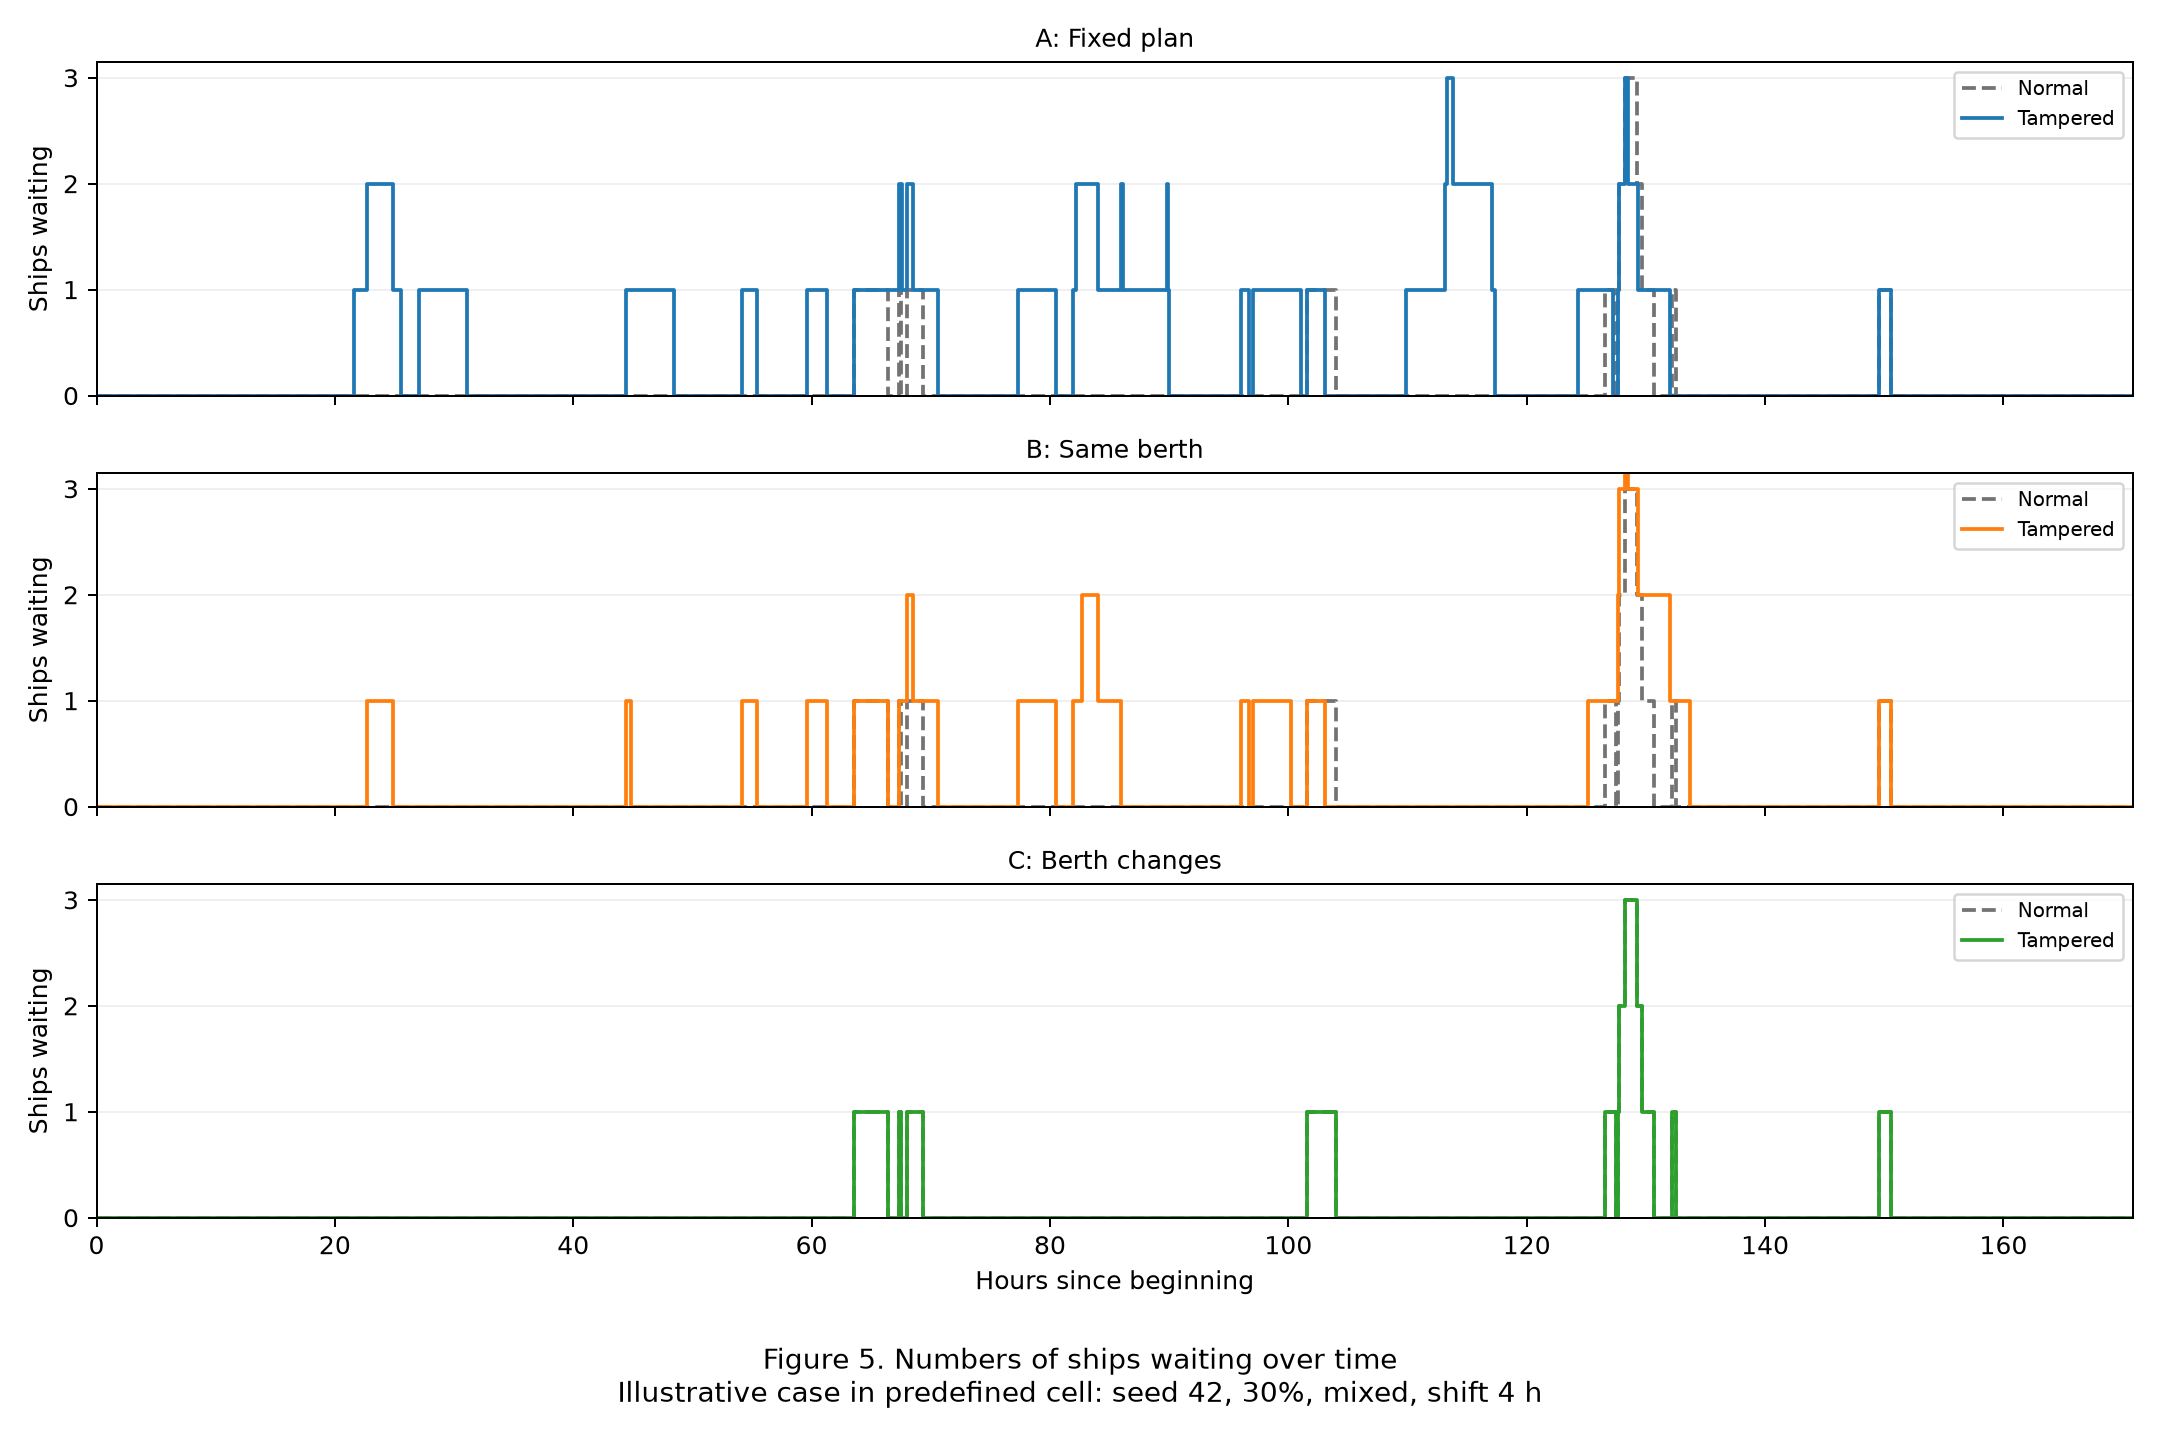 A: Fixed plan
3
2
1
0
Ships waiting
Normal
Tampered
B: Same berth
3
2
1
0
Ships waiting
Normal
Tampered
C: Berth changes
3
2
1
0
Ships waiting
Normal
Tampered
0 20 40 60 80 100 120 140 160
Hours since beginning
Figure 5. Numbers of ships waiting over time
Illustrative case in predefined cell: seed 42, 30%, mixed, shift 4 h